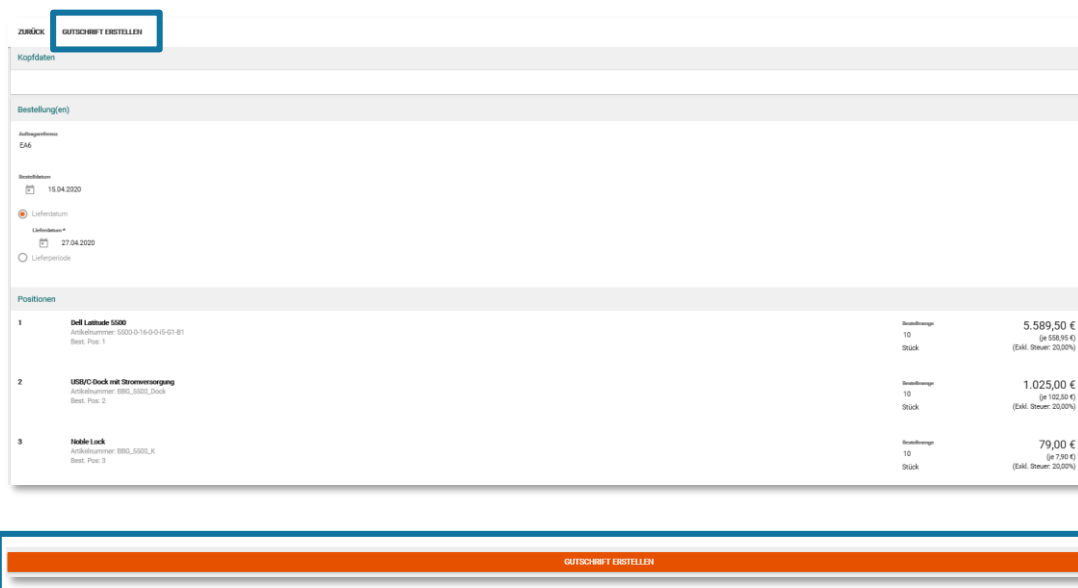 ZURÜCK GUTSCHRIFT ERSTELLEN
Kopfdaten
Bestellung(en)
Auftragsreferenz
EA6
Bestelldatum
15.04.2020
Lieferdatum
Lieferdatum *
27.04.2020
Lieferperiode
Positionen
1 Dell Latitude 5500 Bestellmenge 5.589,50 €
Artikelnummer: 5500-0-16-0-0-i5-S1-B1 10 (je 558,95 €)
Best. Pos: 1 Stück (Exkl. Steuer: 20,00%)
2 USB/C-Dock mit Stromversorgung Bestellmenge 1.025,00 €
Artikelnummer: BBG_5500_Dock 10 (je 102,50 €)
Best. Pos: 2 Stück (Exkl. Steuer: 20,00%)
3 Noble Lock Bestellmenge 79,00 €
Artikelnummer: BBG_5500_K 10 (je 7,90 €)
Best. Pos: 3 Stück (Exkl. Steuer: 20,00%)
GUTSCHRIFT ERSTELLEN